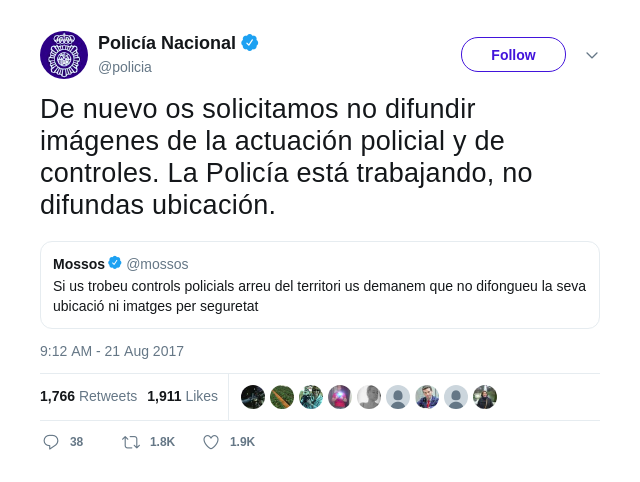 Policía Nacional
@policia
Follow
De nuevo os solicitamos no difundir
imágenes de la actuación policial y de
controles. La Policía está trabajando, no
difundas ubicación.
Mossos @mossos
Si us trobeu controls policials arreu del territori us demanem que no difongueu la seva
ubicació ni imatges per seguretat
9:12 AM - 21 Aug 2017
1,766 Retweets 1,911 Likes
38 1.8K 1.9K